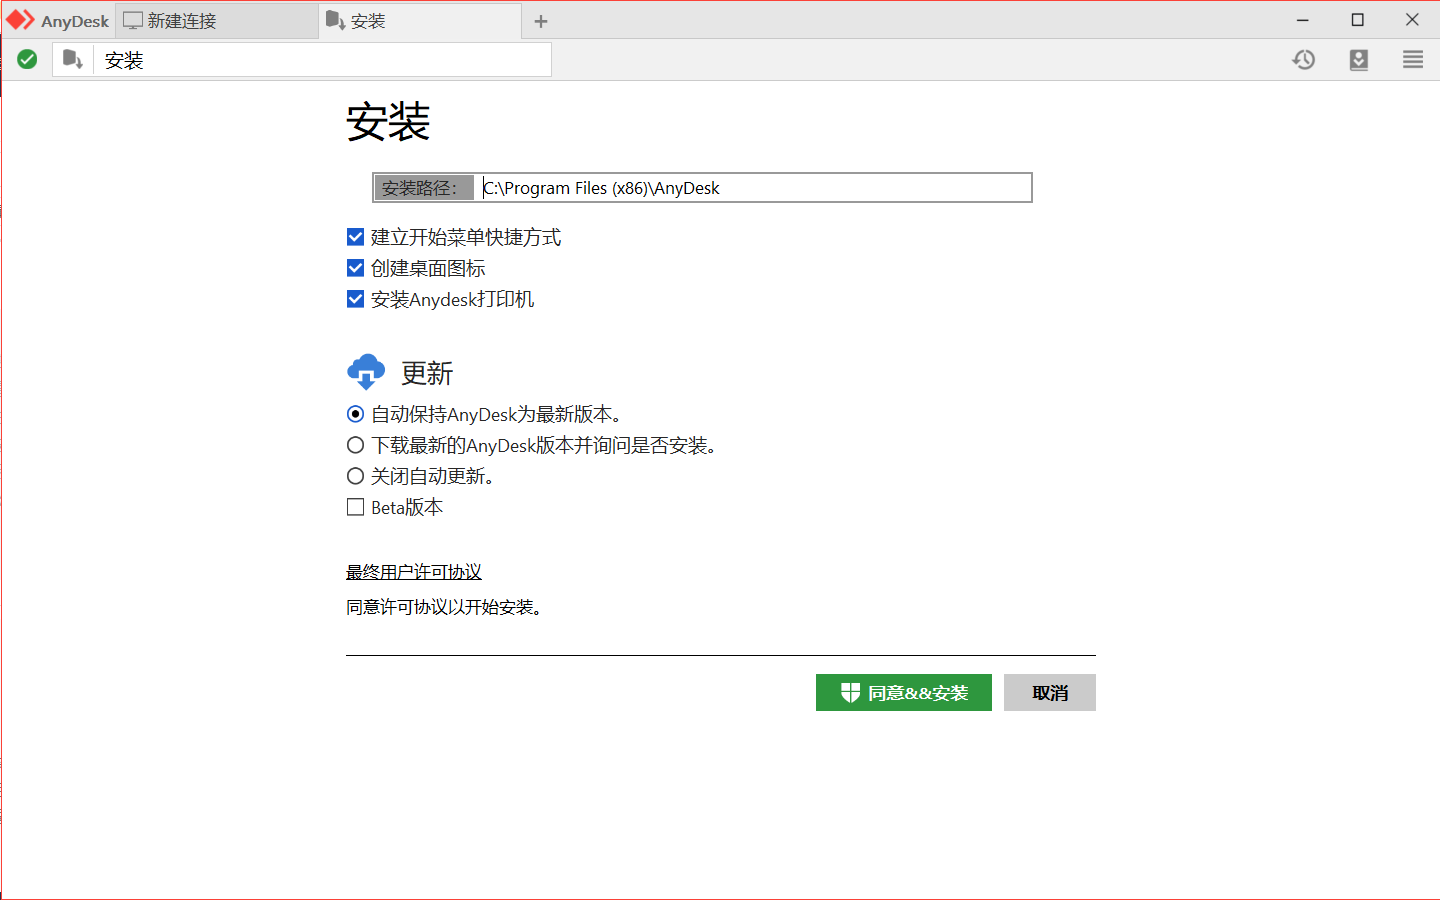 AnyDesk 新建连接 安装
安装
安装
安装路径: C:\Program Files (x86)\AnyDesk
建立开始菜单快捷方式
创建桌面图标
安装Anydesk打印机
更新
自动保持AnyDesk为最新版本。
下载最新的AnyDesk版本并询问是否安装。
关闭自动更新。
Beta版本
最终用户许可协议
同意许可协议以开始安装。
同意&&安装 取消